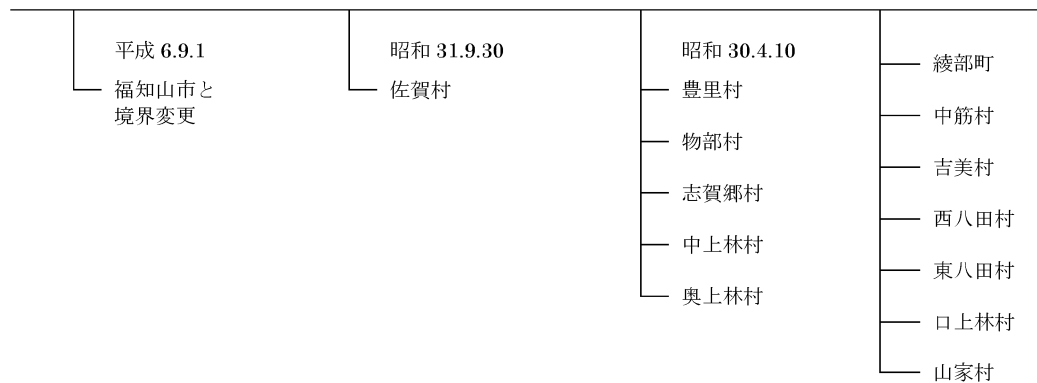 平成 6.9.1
福知山市と
境界変更
昭和 31.9.30
佐賀村
昭和 30.4.10
豊里村
物部村
志賀郷村
中上林村
奥上林村
綾部町
中筋村
吉美村
西八田村
東八田村
口上林村
山家村